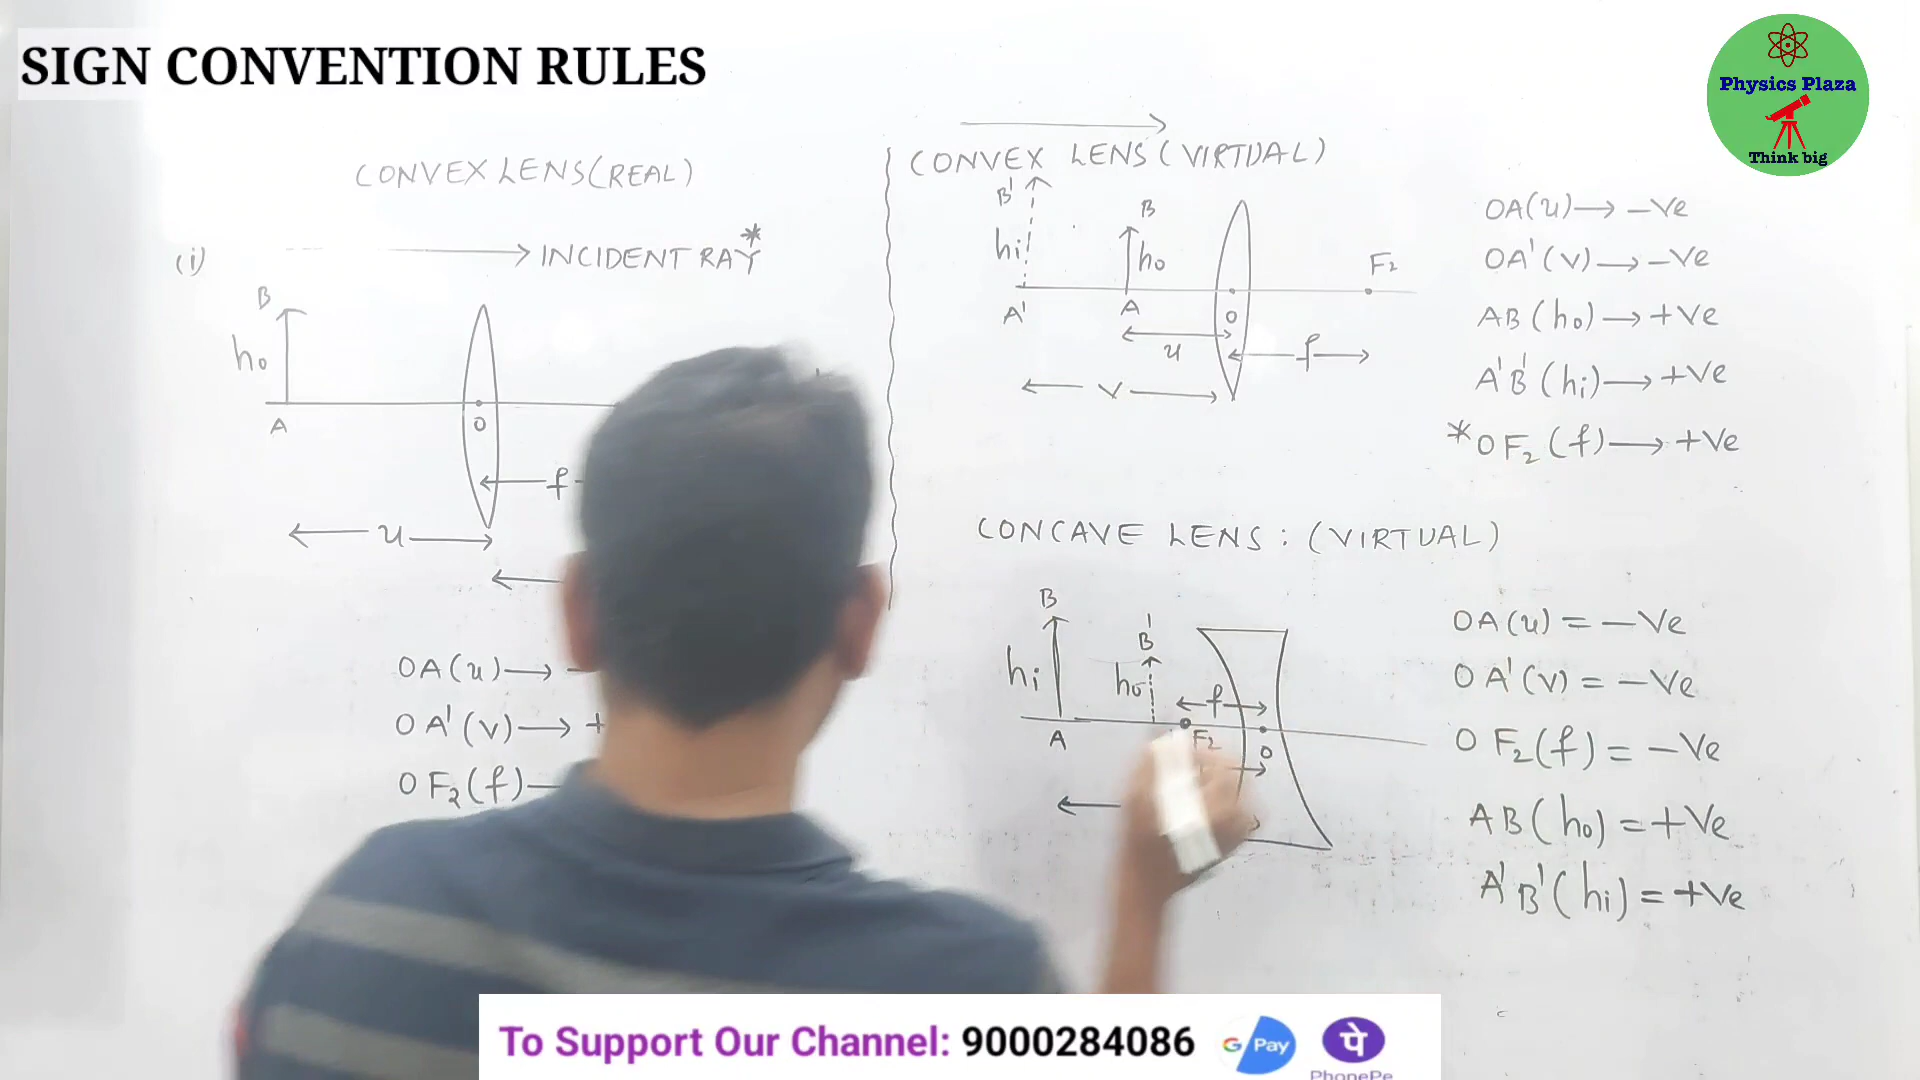 SIGN CONVENTION RULES
Physics Plaza
Think big
CONVEX LENS(REAL)
(i)
INCIDENT RAY*
B
ho
A
O
f
u
OA(u)→ -
OA'(v)→ +
OF2(f)—
CONVEX LENS(VIRTUAL)
B'
B
hi
ho
F2
A'
A
O
u
f
v
OA(u)→ -Ve
OA'(v)→ -Ve
AB(ho)→ +Ve
A'B'(hi)→ +Ve
*OF2(f)→ +Ve
CONCAVE LENS: (VIRTUAL)
B
B'
hi
ho
f
A
F2
O
OA(u) = -Ve
OA'(v) = -Ve
OF2(f) = -Ve
AB(ho) = +Ve
A'B'(hi) = +Ve
To Support Our Channel: 9000284086
G Pay
पे
PhonePe